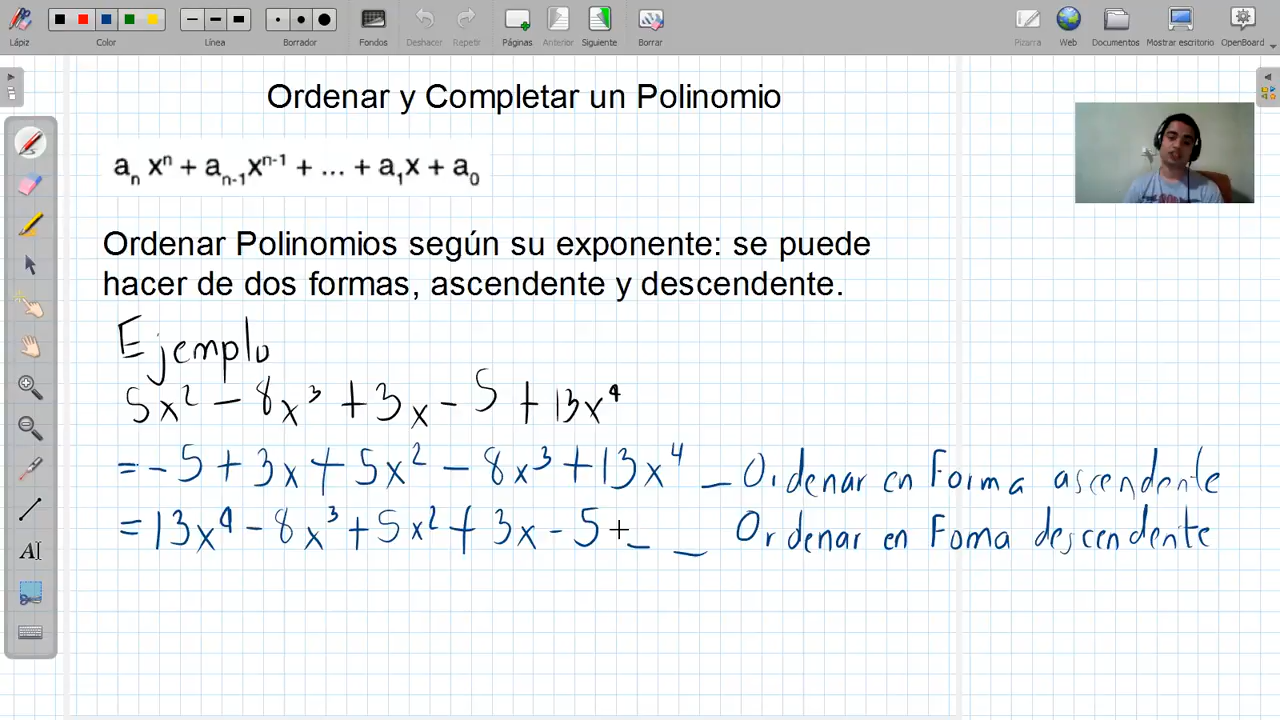 Lápiz Color Línea Borrador Fondos Deshacer Repetir Páginas Anterior Siguiente Borrar Pizarra Web Documentos Mostrar escritorio OpenBoard
Ordenar y Completar un Polinomio
aₙ xⁿ + aₙ₋₁xⁿ⁻¹ + ... + a₁x + a₀
Ordenar Polinomios según su exponente: se puede
hacer de dos formas, ascendente y descendente.
Ejemplo
5x² - 8x³ + 3x - 5 + 13x⁴
= - 5 + 3x + 5x² - 8x³ + 13x⁴ _ Ordenar en Forma ascendente
= 13x⁴ - 8x³ + 5x² + 3x - 5 _ _ Ordenar en Foma descendente
A